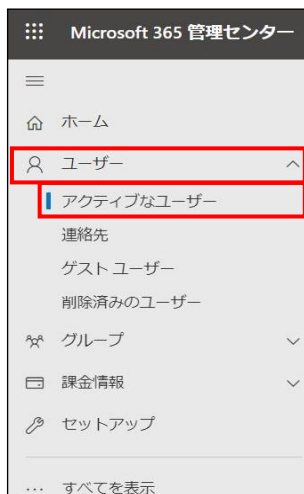 Microsoft 365 管理センター
ホーム
ユーザー
アクティブなユーザー
連絡先
ゲスト ユーザー
削除済みのユーザー
グループ
課金情報
セットアップ
… すべてを表示